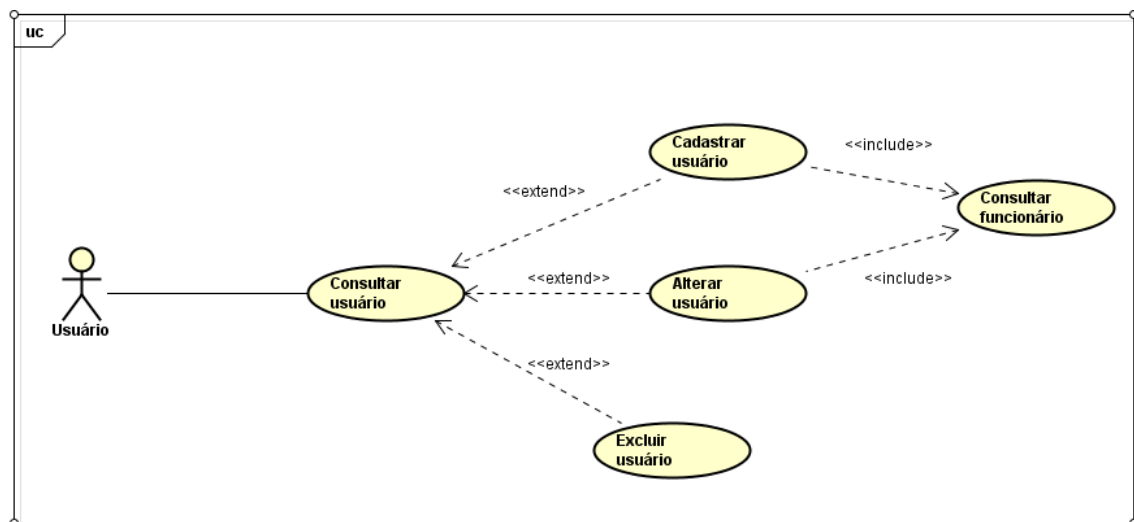 uc
Cadastrar
usuário
<<include>>
<<extend>>
Consultar
funcionário
Consultar
usuário
<<extend>>
Alterar
usuário
<<include>>
Usuário
<<extend>>
Excluir
usuário